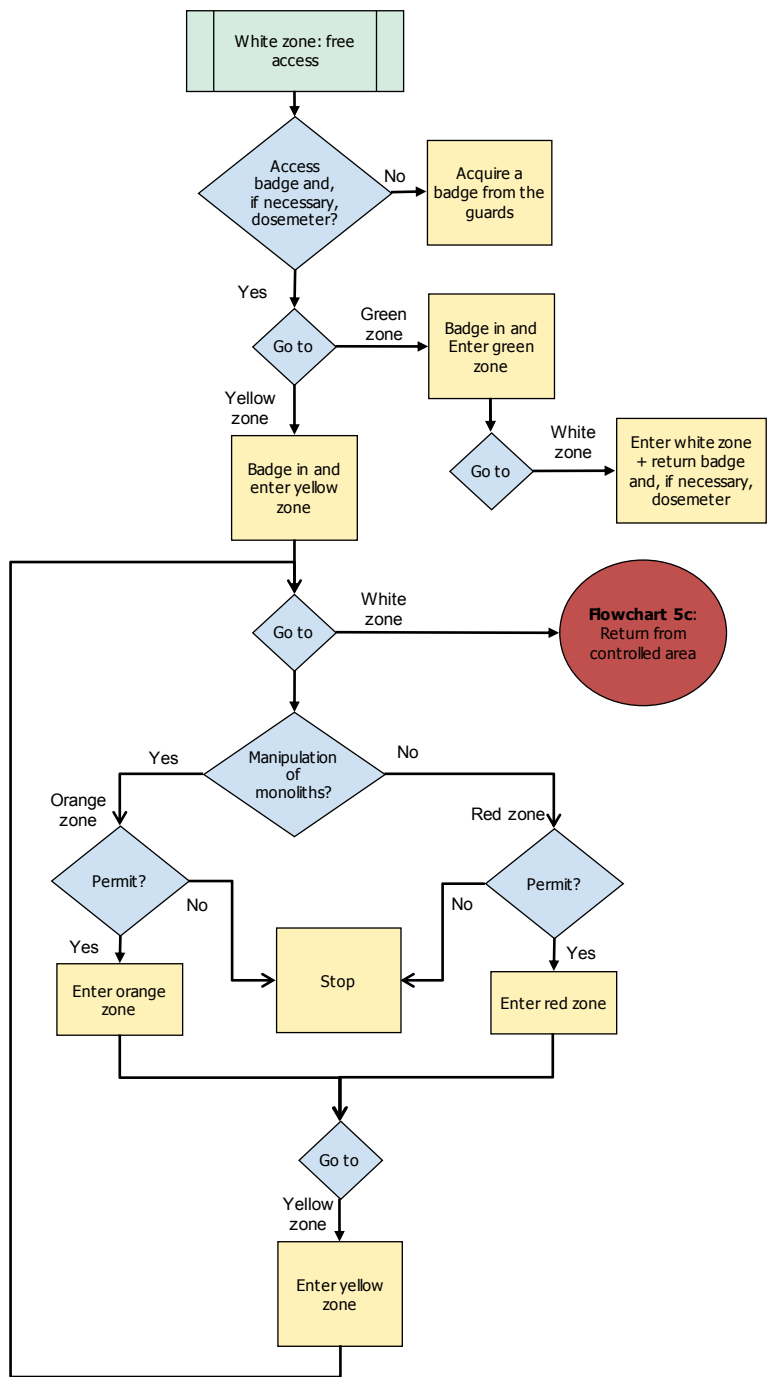 White zone: free
access
Access
badge and,
if necessary,
dosemeter?
No
Acquire a
badge from the
guards
Yes
Go to
Green
zone
Badge in and
Enter green
zone
Yellow
zone
Go to
White
zone
Enter white zone
+ return badge
and, if necessary,
dosemeter
Badge in and
enter yellow
zone
Go to
White
zone
Flowchart 5c:
Return from
controlled area
Manipulation
of
monoliths?
Yes
No
Orange
zone
Red zone
Permit?
Permit?
No
No
Yes
Yes
Stop
Enter orange
zone
Enter red zone
Go to
Yellow
zone
Enter yellow
zone